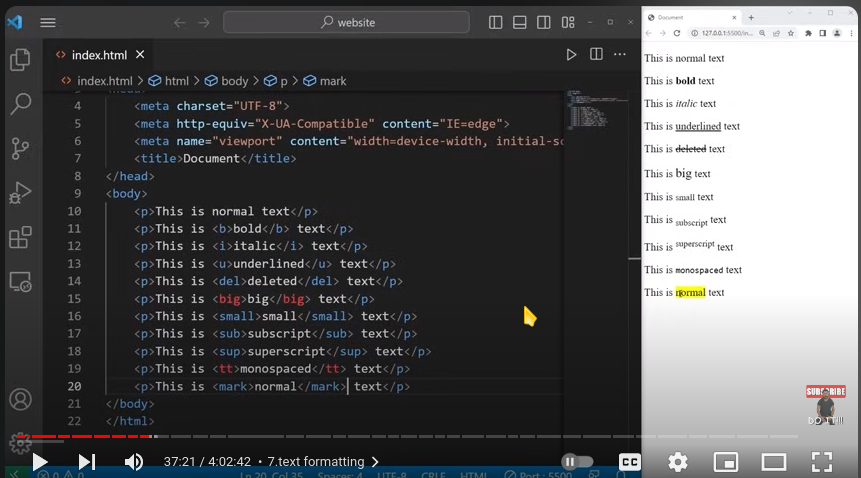 website
index.html
index.html > html > body > p > mark
4 <meta charset="UTF-8">
5 <meta http-equiv="X-UA-Compatible" content="IE=edge">
6 <meta name="viewport" content="width=device-width, initial-sc
7 <title>Document</title>
8 </head>
9 <body>
10 <p>This is normal text</p>
11 <p>This is <b>bold</b> text</p>
12 <p>This is <i>italic</i> text</p>
13 <p>This is <u>underlined</u> text</p>
14 <p>This is <del>deleted</del> text</p>
15 <p>This is <big>big</big> text</p>
16 <p>This is <small>small</small> text</p>
17 <p>This is <sub>subscript</sub> text</p>
18 <p>This is <sup>superscript</sup> text</p>
19 <p>This is <tt>monospaced</tt> text</p>
20 <p>This is <mark>normal</mark> text</p>
21 </body>
22 </html>
Ln 20, Col 35 Spaces: 4 UTF-8 CRLF HTML Port : 5500
Document
127.0.0.1:5500/in...
This is normal text
This is bold text
This is italic text
This is underlined text
This is deleted text
This is big text
This is small text
This is subscript text
This is superscript text
This is monospaced text
This is normal text
SUBSCRIBE
DO IT!!!
37:21 / 4:02:42 • 7.text formatting >
CC